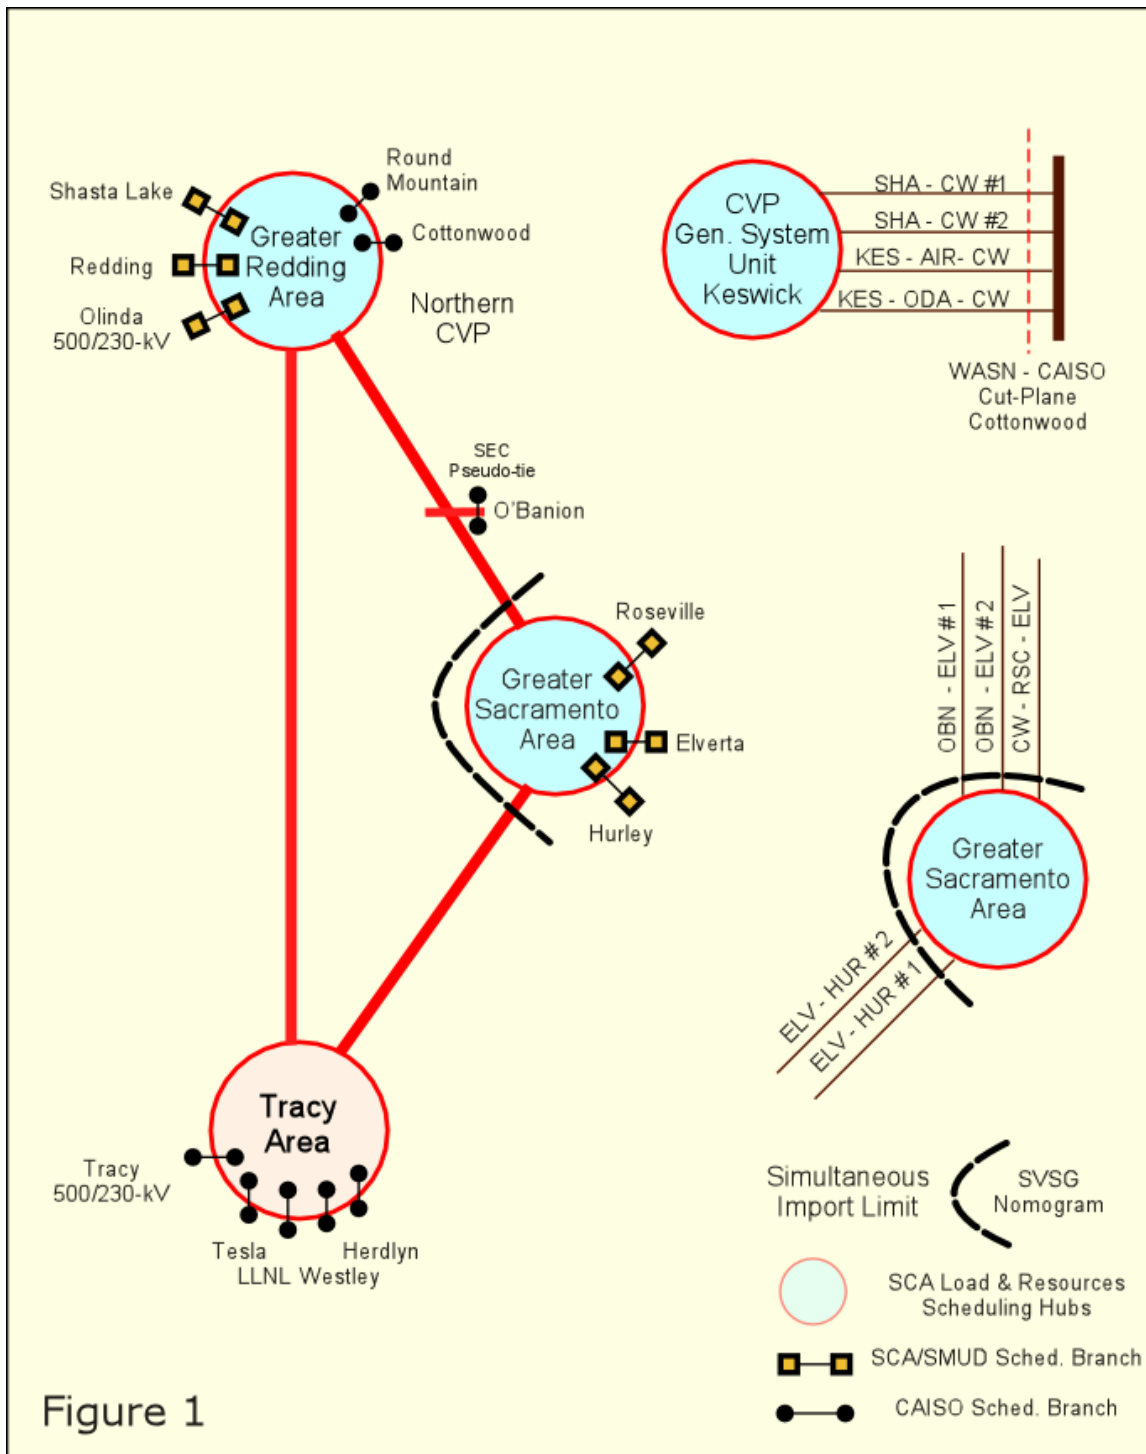 Shasta Lake
Redding
Olinda
500/230-kV
Greater
Redding
Area
Round
Mountain
Cottonwood
Northern
CVP
CVP
Gen. System
Unit
Keswick
SHA - CW #1
SHA - CW #2
KES - AIR- CW
KES - ODA - CW
WASN - CAISO
Cut-Plane
Cottonwood
SEC
Pseudo-tie
O'Banion
Roseville
Greater
Sacramento
Area
Elverta
Hurley
OBN - ELV #1
OBN - ELV #2
CW - RSC - ELV
Greater
Sacramento
Area
ELV - HUR # 2
ELV - HUR # 1
Tracy
Area
Tracy
500/230-kV
Tesla
Herdlyn
LLNL Westley
Simultaneous
Import Limit
SVSG
Nomogram
SCA Load & Resources
Scheduling Hubs
SCA/SMUD Sched. Branch
CAISO Sched. Branch
Figure 1